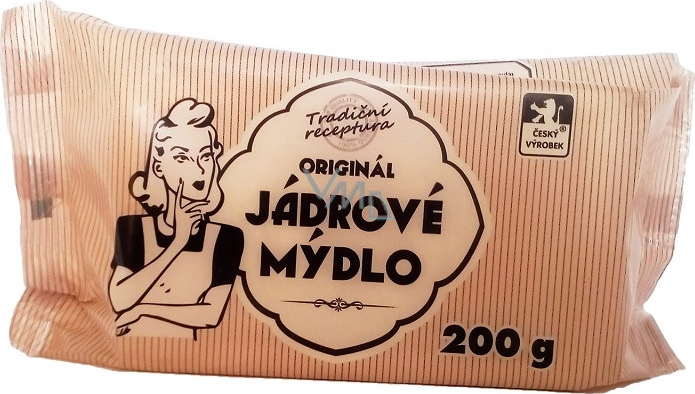 Tradiční
receptura
ORIGINÁL
JÁDROVÉ
MÝDLO
200 g
ČESKÝ®
VÝROBEK